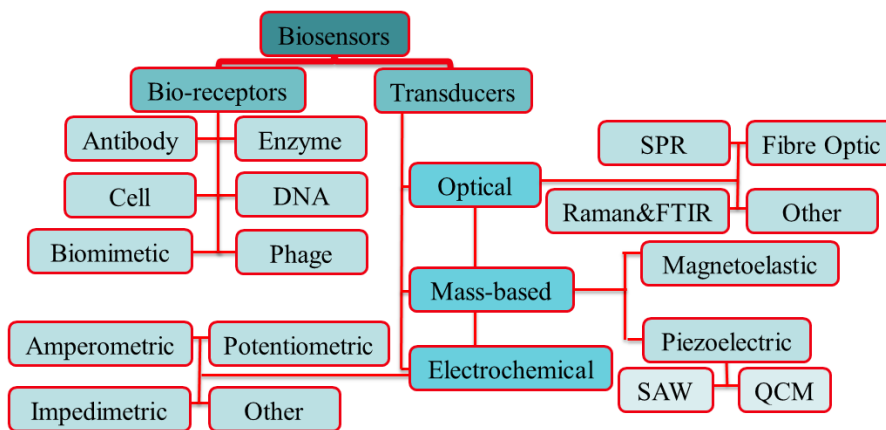 Biosensors
Bio-receptors
Transducers
Antibody
Enzyme
Cell
DNA
Biomimetic
Phage
Optical
SPR
Fibre Optic
Raman&FTIR
Other
Mass-based
Magnetoelastic
Piezoelectric
SAW
QCM
Electrochemical
Amperometric
Potentiometric
Impedimetric
Other